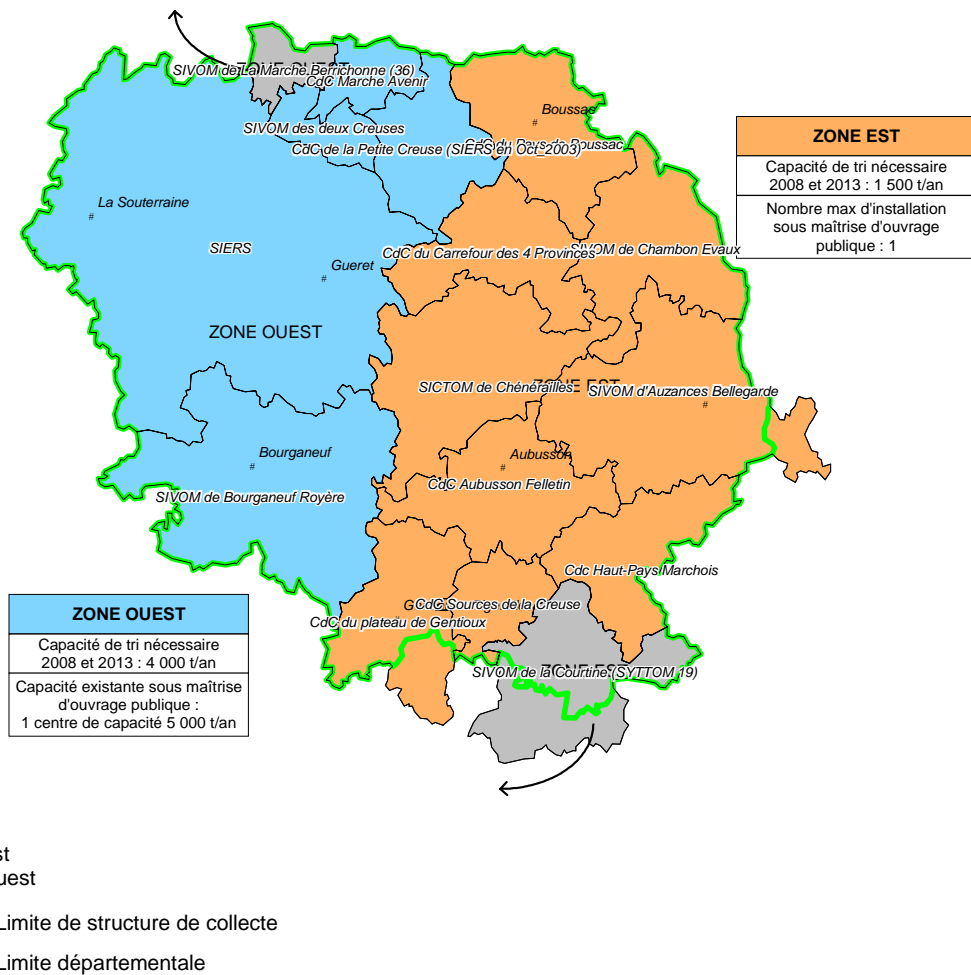 ZONE OUEST
SIVOM de La Marche Berrichonne (36)
CdC Marche Avenir
Boussac
SIVOM des deux Creuses
CdC du Pays de Boussac
CdC de la Petite Creuse (SIERS en Oct_2003)
ZONE EST
Capacité de tri nécessaire
2008 et 2013 : 1 500 t/an
Nombre max d'installation
sous maîtrise d'ouvrage
publique : 1
La Souterraine
SIERS
CdC du Carrefour des 4 Provinces
SIVOM de Chambon Evaux
Gueret
ZONE OUEST
SICTOM de Chénérailles
ZONE EST
SIVOM d'Auzances Bellegarde
Bourganeuf
Aubusson
CdC Aubusson Felletin
SIVOM de Bourganeuf Royère
Cdc Haut-Pays Marchois
CdC Sources de la Creuse
CdC du plateau de Gentioux
ZONE EST
SIVOM de la Courtine (SYTTOM 19)
ZONE OUEST
Capacité de tri nécessaire
2008 et 2013 : 4 000 t/an
Capacité existante sous maîtrise
d'ouvrage publique :
1 centre de capacité 5 000 t/an
st
uest
Limite de structure de collecte
Limite départementale